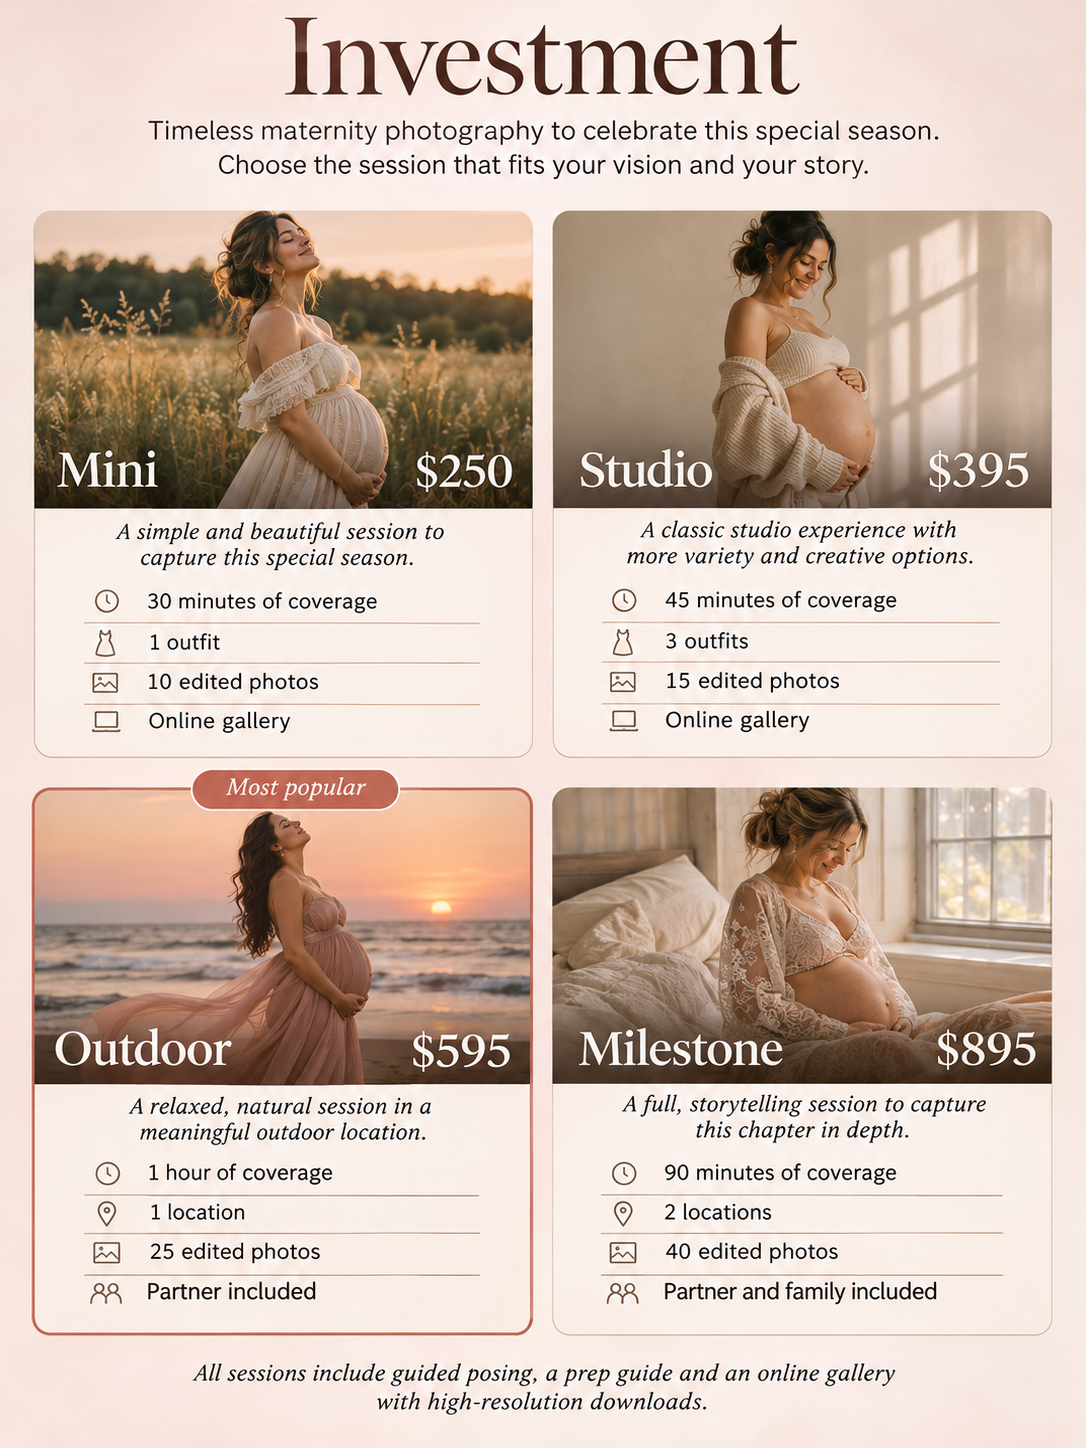 Investment
Timeless maternity photography to celebrate this special season.
Choose the session that fits your vision and your story.
Mini
$250
A simple and beautiful session to
capture this special season.
30 minutes of coverage
1 outfit
10 edited photos
Online gallery
Studio
$395
A classic studio experience with
more variety and creative options.
45 minutes of coverage
3 outfits
15 edited photos
Online gallery
Most popular
Outdoor
$595
A relaxed, natural session in a
meaningful outdoor location.
1 hour of coverage
1 location
25 edited photos
Partner included
Milestone
$895
A full, storytelling session to capture
this chapter in depth.
90 minutes of coverage
2 locations
40 edited photos
Partner and family included
All sessions include guided posing, a prep guide and an online gallery
with high-resolution downloads.